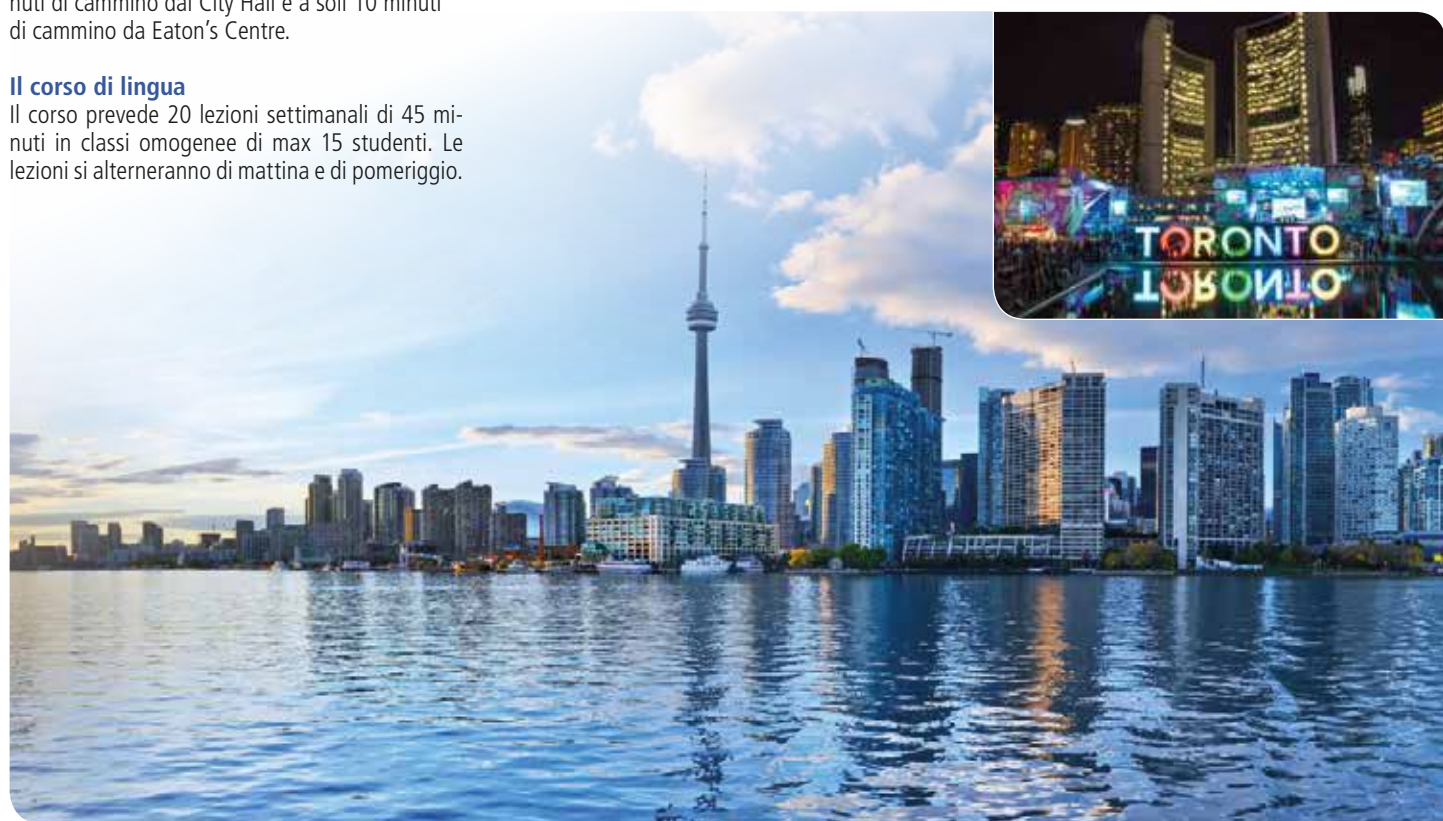 nuti di cammino dal City Hall e a soli 10 minuti
di cammino da Eaton's Centre.
Il corso di lingua
Il corso prevede 20 lezioni settimanali di 45 mi-
nuti in classi omogenee di max 15 studenti. Le
lezioni si alterneranno di mattina e di pomeriggio.
TORONTO